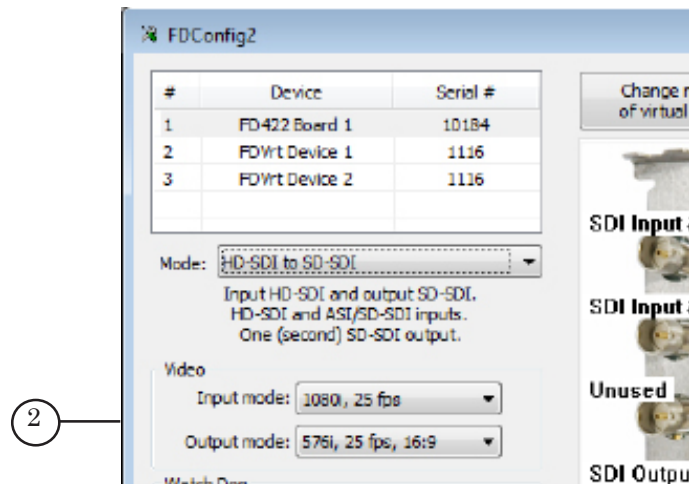 FDConfig2
# Device Serial #
1 FD422 Board 1 10184
2 FDVrt Device 1 1116
3 FDVrt Device 2 1116
Mode: HD-SDI to SD-SDI
Input HD-SDI and output SD-SDI.
HD-SDI and ASI/SD-SDI inputs.
One (second) SD-SDI output.
Video
Input mode: 1080i, 25 fps
Output mode: 576i, 25 fps, 16:9
Watch Dog
2
Change
of virtual
SDI Input
SDI Input
Unused
SDI Outpu